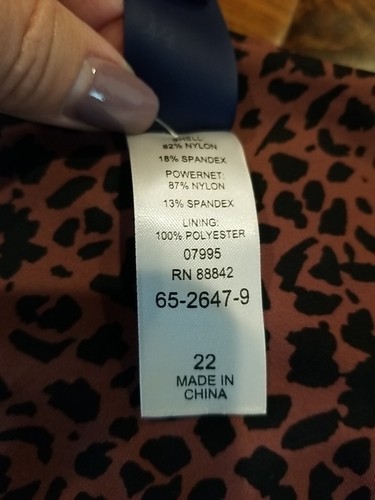 SHELL
82% NYLON
18% SPANDEX
POWERNET:
87% NYLON
13% SPANDEX
LINING:
100% POLYESTER
07995
RN 88842
65-2647-9
22
MADE IN
CHINA